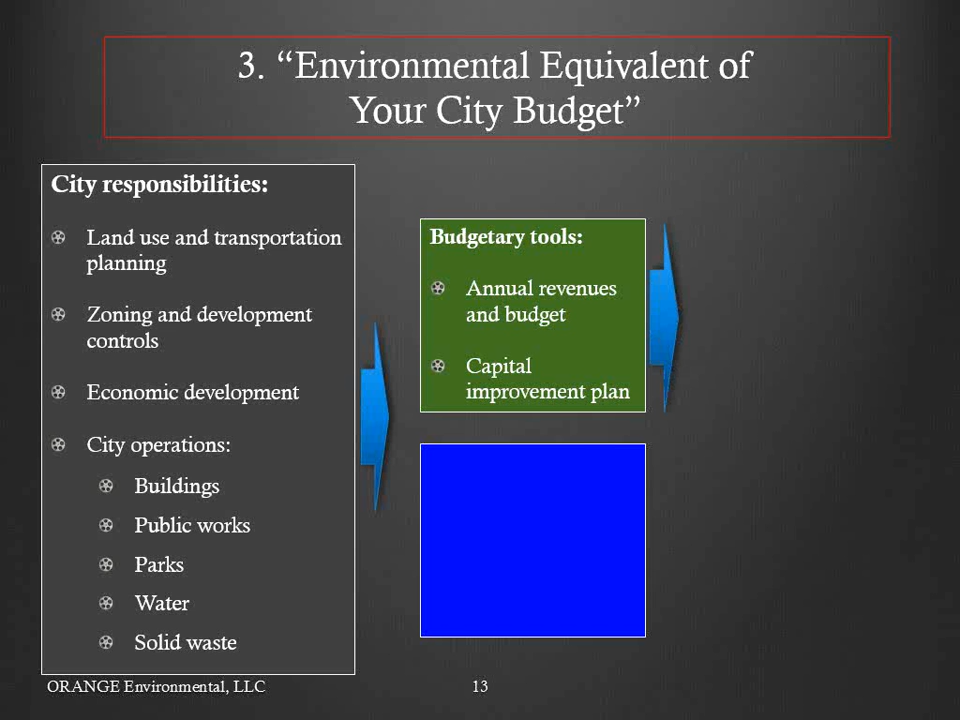 3. “Environmental Equivalent of
Your City Budget”
City responsibilities:
Land use and transportation
planning
Zoning and development
controls
Economic development
City operations:
Buildings
Public works
Parks
Water
Solid waste
Budgetary tools:
Annual revenues
and budget
Capital
improvement plan
ORANGE Environmental, LLC
13